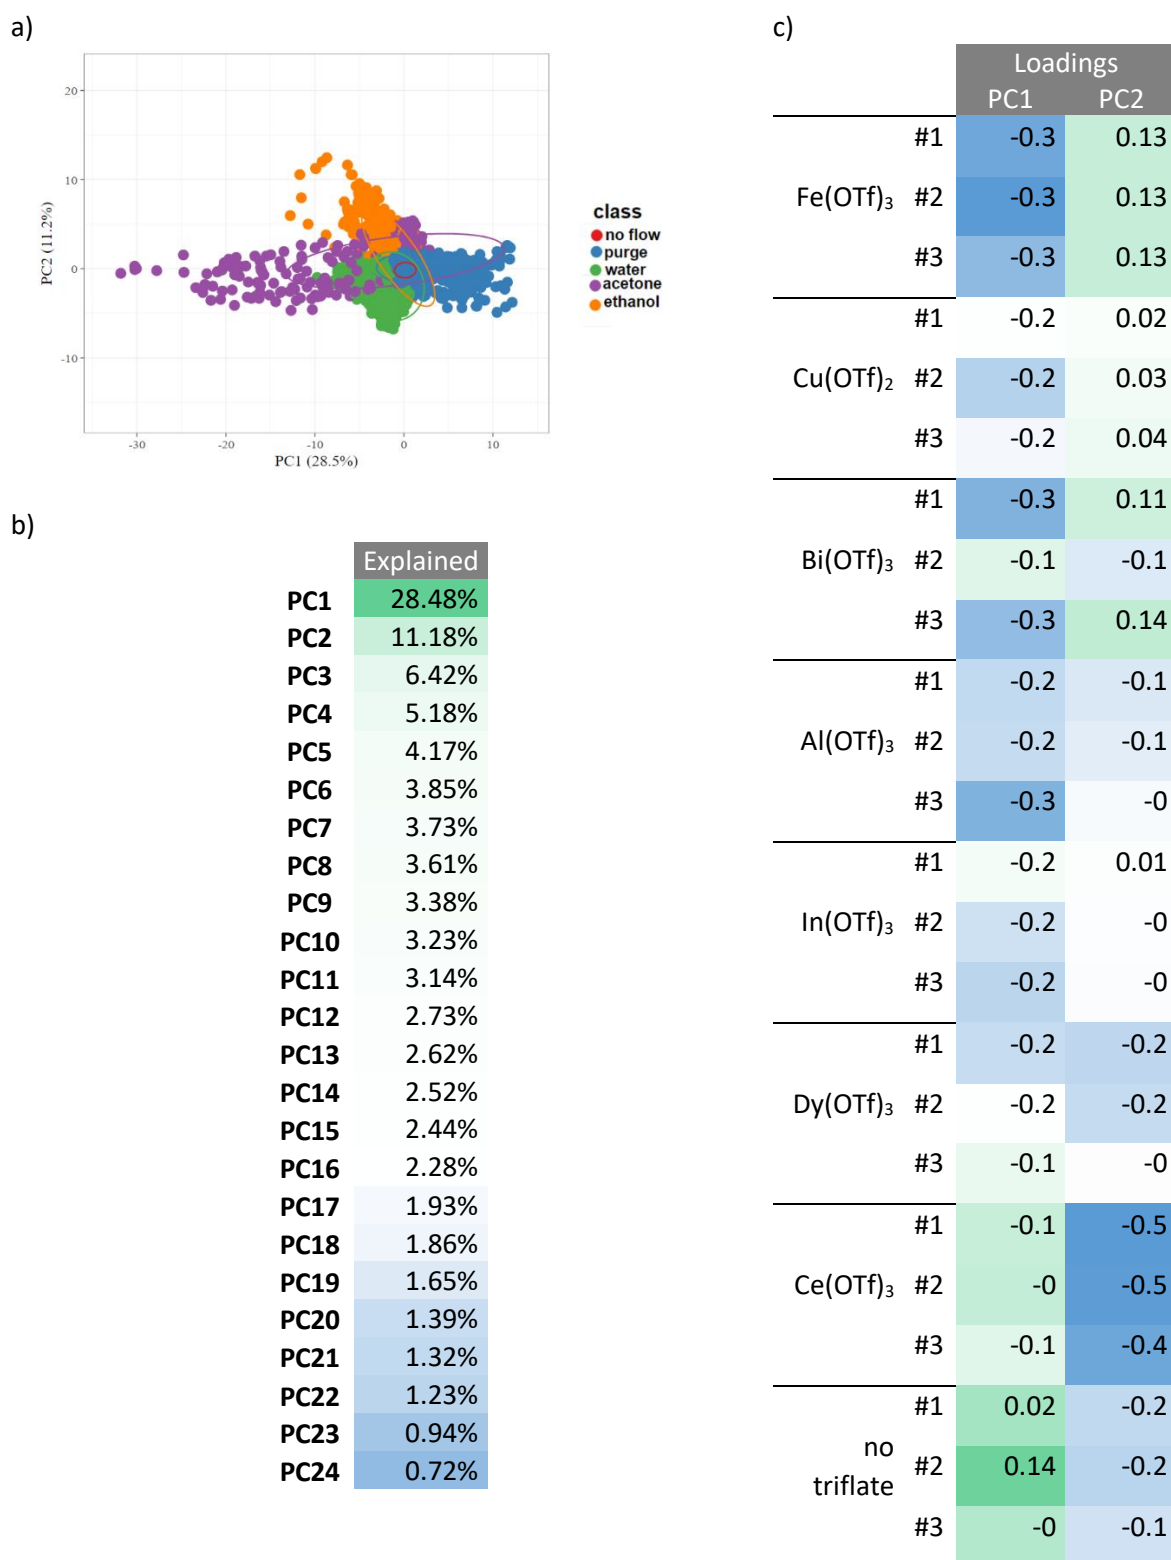 a)
20
10
0
-10
-30
-20
-10
0
10
PC2 (11.2%)
PC1 (28.5%)
class
no flow
purge
water
acetone
ethanol
b)
Explained
PC1 28.48%
PC2 11.18%
PC3 6.42%
PC4 5.18%
PC5 4.17%
PC6 3.85%
PC7 3.73%
PC8 3.61%
PC9 3.38%
PC10 3.23%
PC11 3.14%
PC12 2.73%
PC13 2.62%
PC14 2.52%
PC15 2.44%
PC16 2.28%
PC17 1.93%
PC18 1.86%
PC19 1.65%
PC20 1.39%
PC21 1.32%
PC22 1.23%
PC23 0.94%
PC24 0.72%
c)
Loadings
PC1 PC2
#1 -0.3 0.13
Fe(OTf)₃ #2 -0.3 0.13
#3 -0.3 0.13
#1 -0.2 0.02
Cu(OTf)₂ #2 -0.2 0.03
#3 -0.2 0.04
#1 -0.3 0.11
Bi(OTf)₃ #2 -0.1 -0.1
#3 -0.3 0.14
#1 -0.2 -0.1
Al(OTf)₃ #2 -0.2 -0.1
#3 -0.3 -0
#1 -0.2 0.01
In(OTf)₃ #2 -0.2 -0
#3 -0.2 -0
#1 -0.2 -0.2
Dy(OTf)₃ #2 -0.2 -0.2
#3 -0.1 -0
#1 -0.1 -0.5
Ce(OTf)₃ #2 -0 -0.5
#3 -0.1 -0.4
#1 0.02 -0.2
no
triflate #2 0.14 -0.2
#3 -0 -0.1